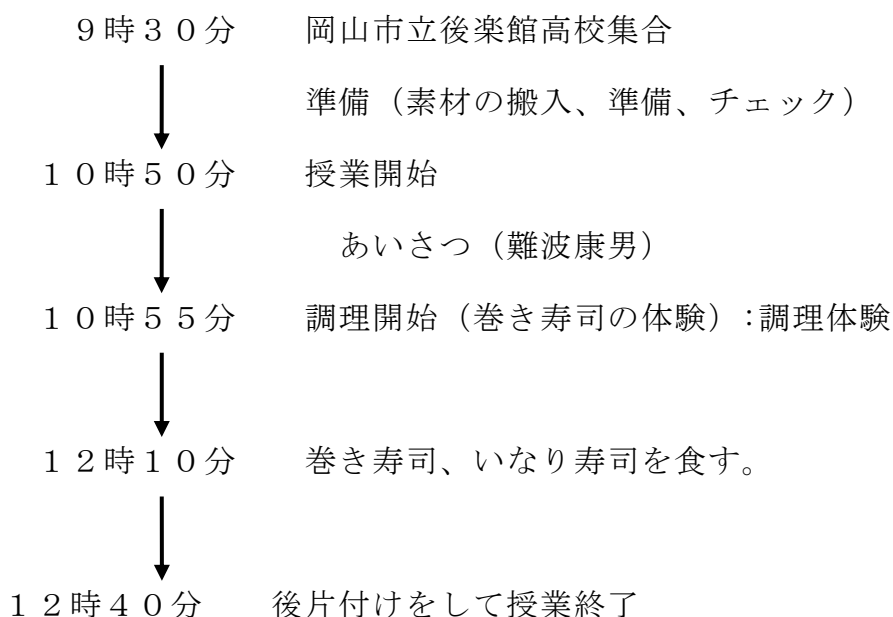 ９時３０分　　岡山市立後楽館高校集合
準備（素材の搬入、準備、チェック）
１０時５０分　　授業開始
あいさつ（難波康男）
１０時５５分　　調理開始（巻き寿司の体験）：調理体験
１２時１０分　　巻き寿司、いなり寿司を食す。
１２時４０分　　後片付けをして授業終了